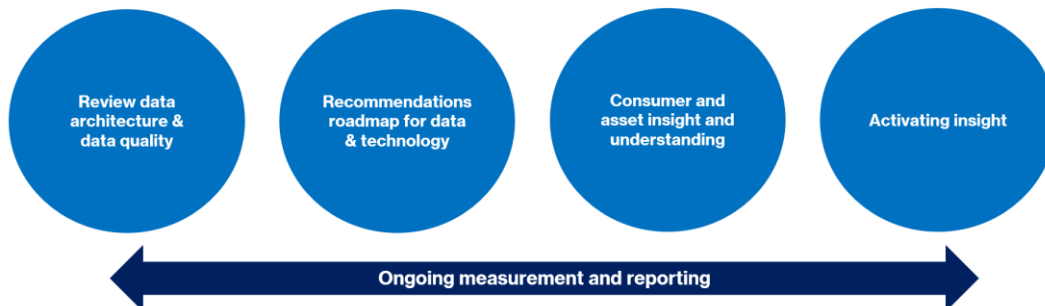 Review data
architecture &
data quality
Recommendations
roadmap for data
& technology
Consumer and
asset insight and
understanding
Activating insight
Ongoing measurement and reporting